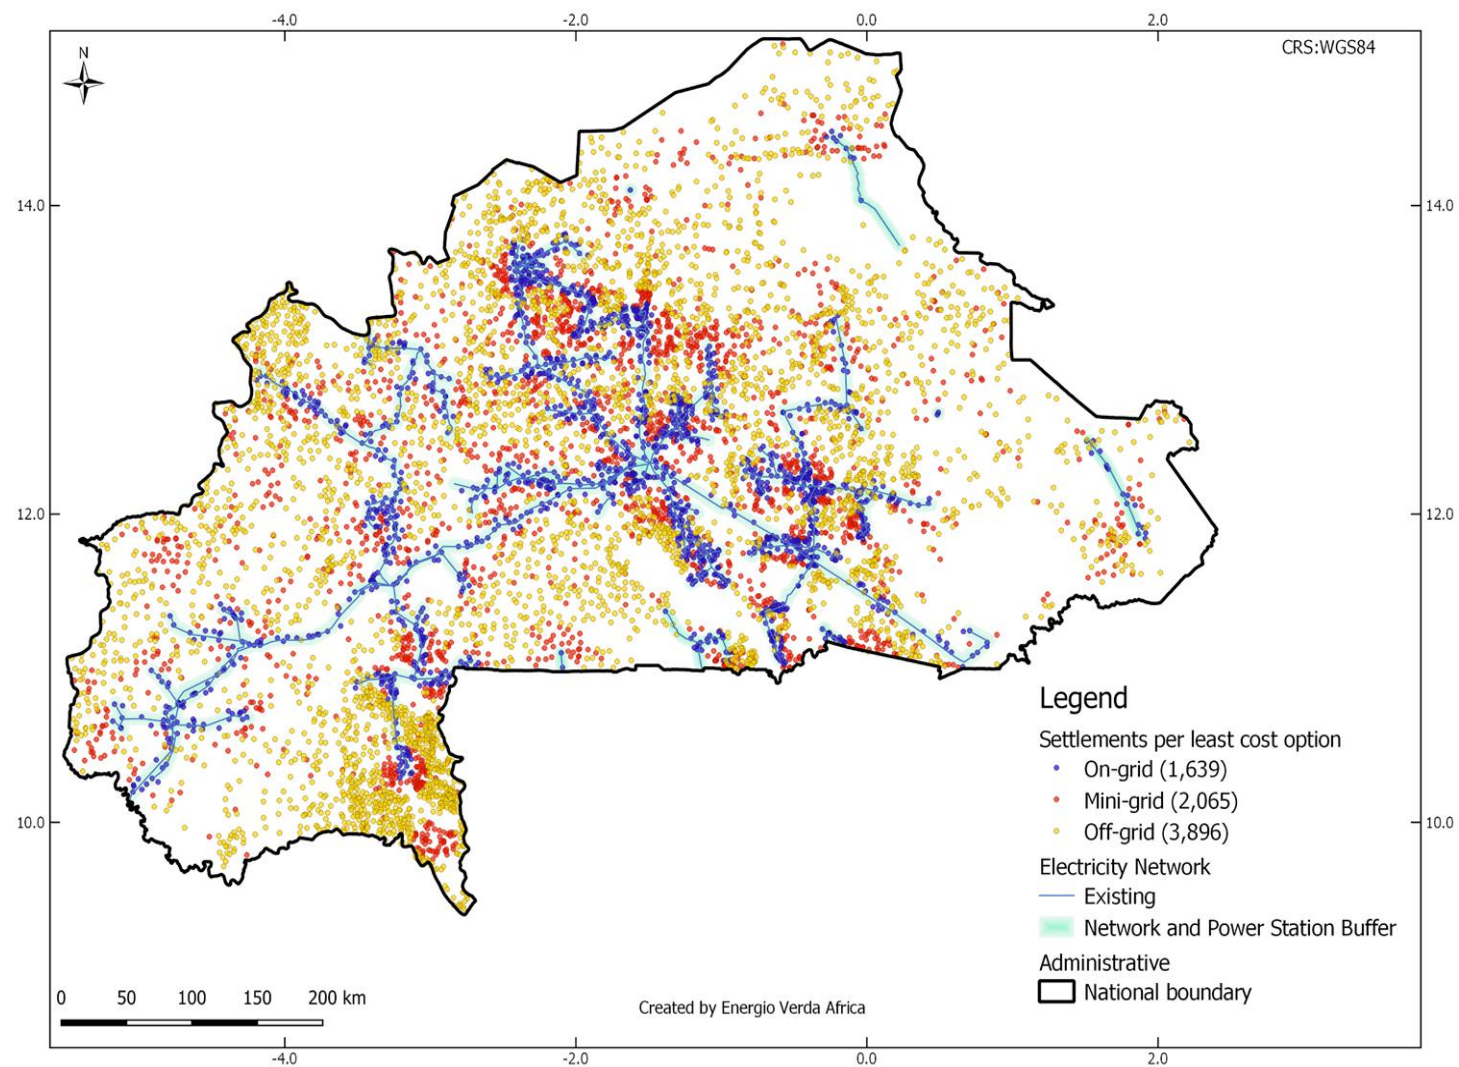 -4.0 -2.0 0.0 2.0
CRS:WGS84
N
14.0 14.0
12.0 12.0
Legend
Settlements per least cost option
On-grid (1,639)
Mini-grid (2,065)
Off-grid (3,896)
10.0 10.0
Electricity Network
Existing
Network and Power Station Buffer
Administrative
National boundary
0 50 100 150 200 km
Created by Energio Verda Africa
-4.0 -2.0 0.0 2.0